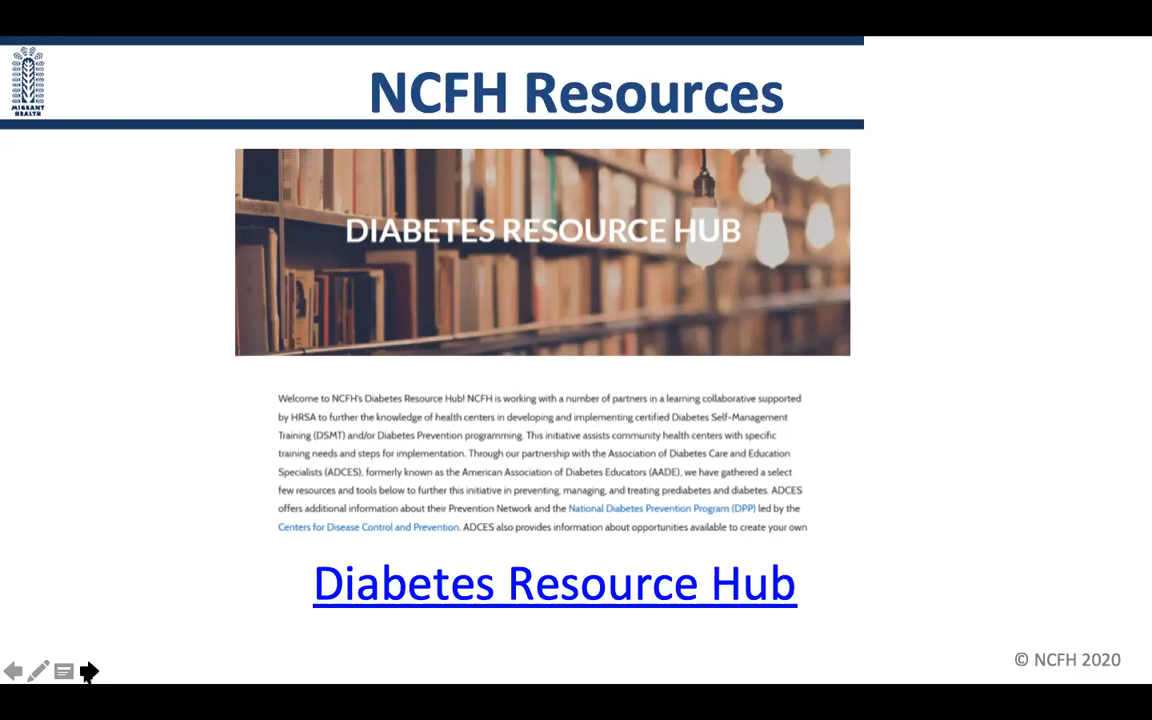 MIGRANT
HEALTH
NCFH Resources
DIABETES RESOURCE HUB
Welcome to NCFH's Diabetes Resource Hub! NCFH is working with a number of partners in a learning collaborative supported
by HRSA to further the knowledge of health centers in developing and implementing certified Diabetes Self-Management
Training (DSMT) and/or Diabetes Prevention programming. This initiative assists community health centers with specific
training needs and steps for implementation. Through our partnership with the Association of Diabetes Care and Education
Specialists (ADCES), formerly known as the American Association of Diabetes Educators (AADE), we have gathered a select
few resources and tools below to further this initiative in preventing, managing, and treating prediabetes and diabetes. ADCES
offers additional information about their Prevention Network and the National Diabetes Prevention Program (DPP) led by the
Centers for Disease Control and Prevention. ADCES also provides information about opportunities available to create your own
Diabetes Resource Hub
© NCFH 2020